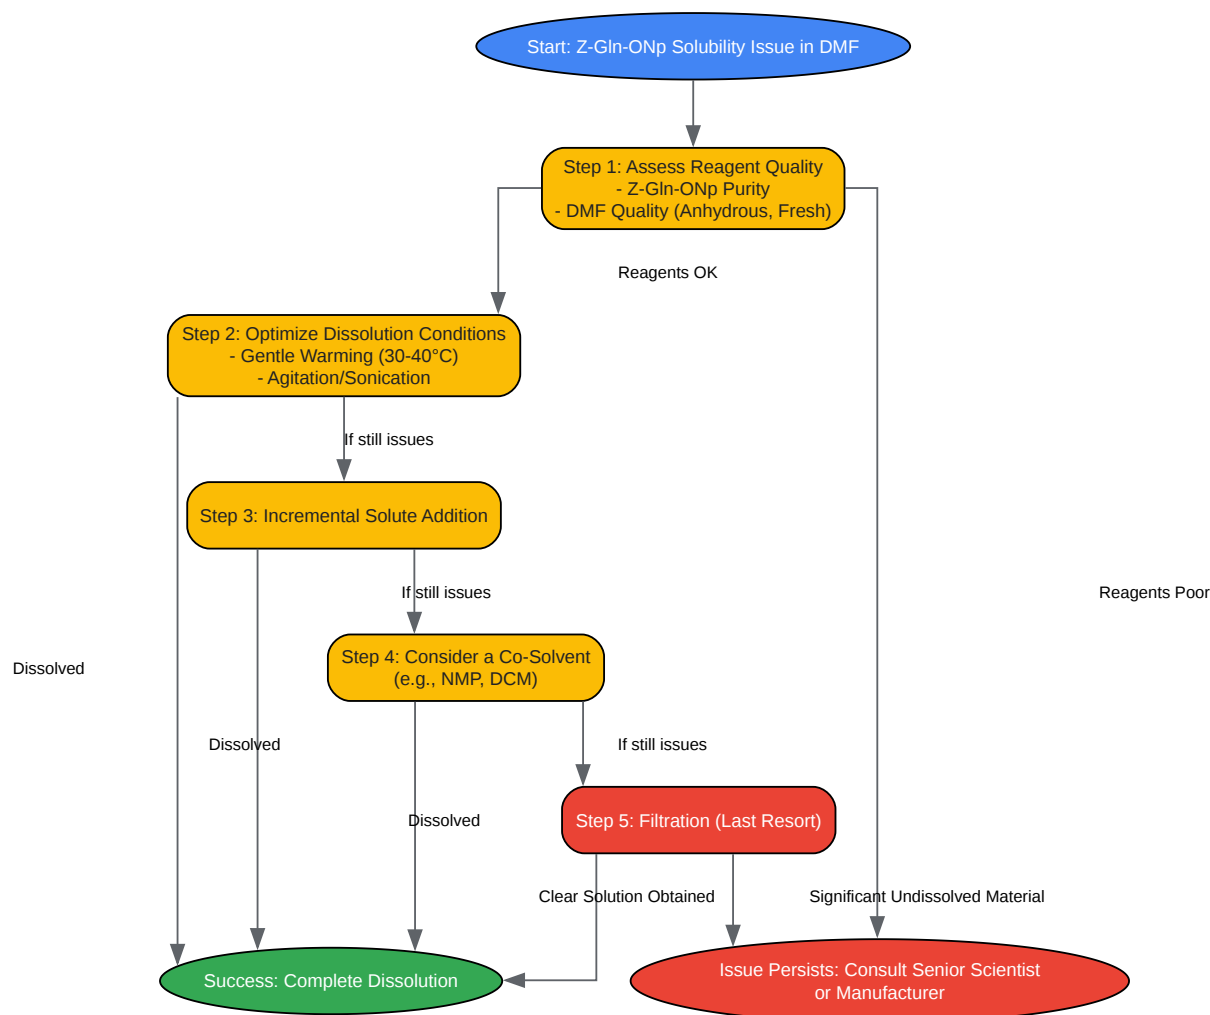 Start: Z-Gln-ONp Solubility Issue in DMF
Step 1: Assess Reagent Quality
- Z-Gln-ONp Purity
- DMF Quality (Anhydrous, Fresh)
Reagents OK
Step 2: Optimize Dissolution Conditions
- Gentle Warming (30-40°C)
- Agitation/Sonication
If still issues
Step 3: Incremental Solute Addition
If still issues
Reagents Poor
Step 4: Consider a Co-Solvent
(e.g., NMP, DCM)
Dissolved
Dissolved
If still issues
Dissolved
Step 5: Filtration (Last Resort)
Clear Solution Obtained
Significant Undissolved Material
Success: Complete Dissolution
Issue Persists: Consult Senior Scientist
or Manufacturer